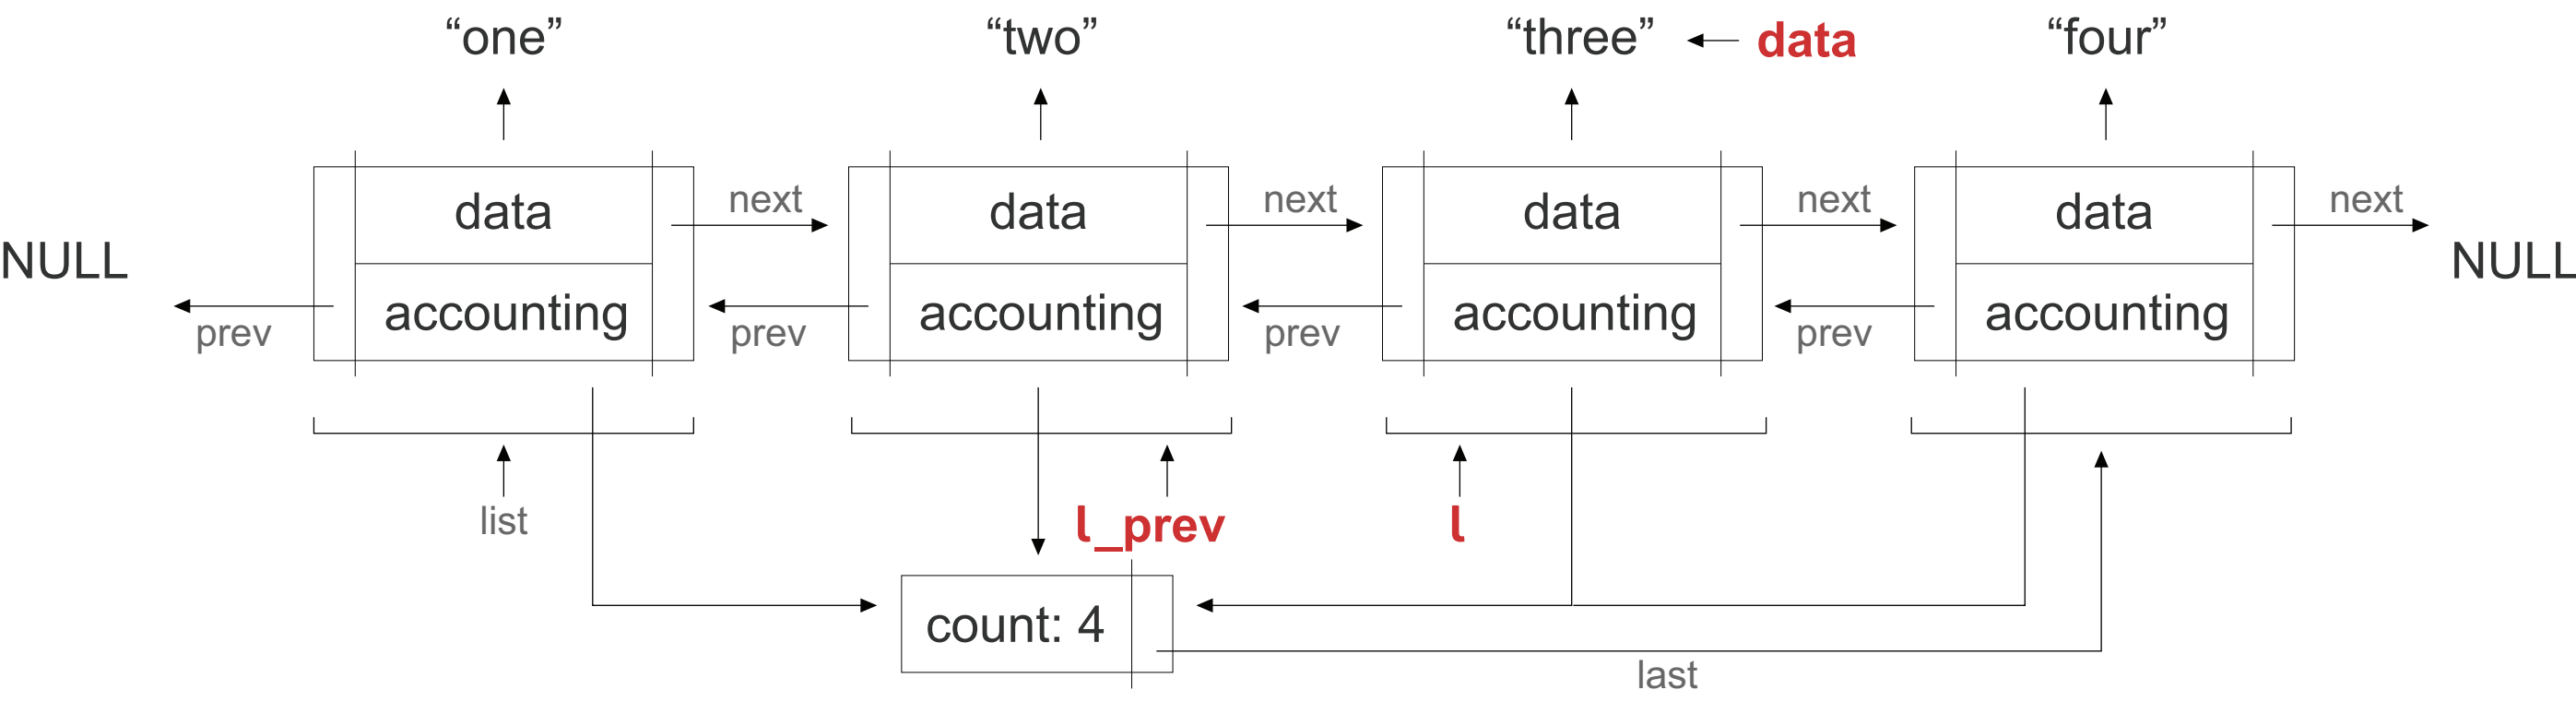 “one” “two” “three” data “four”
data next data next data next data next
NULL NULL
accounting accounting accounting accounting
prev prev prev prev
list l_prev l
count: 4
last